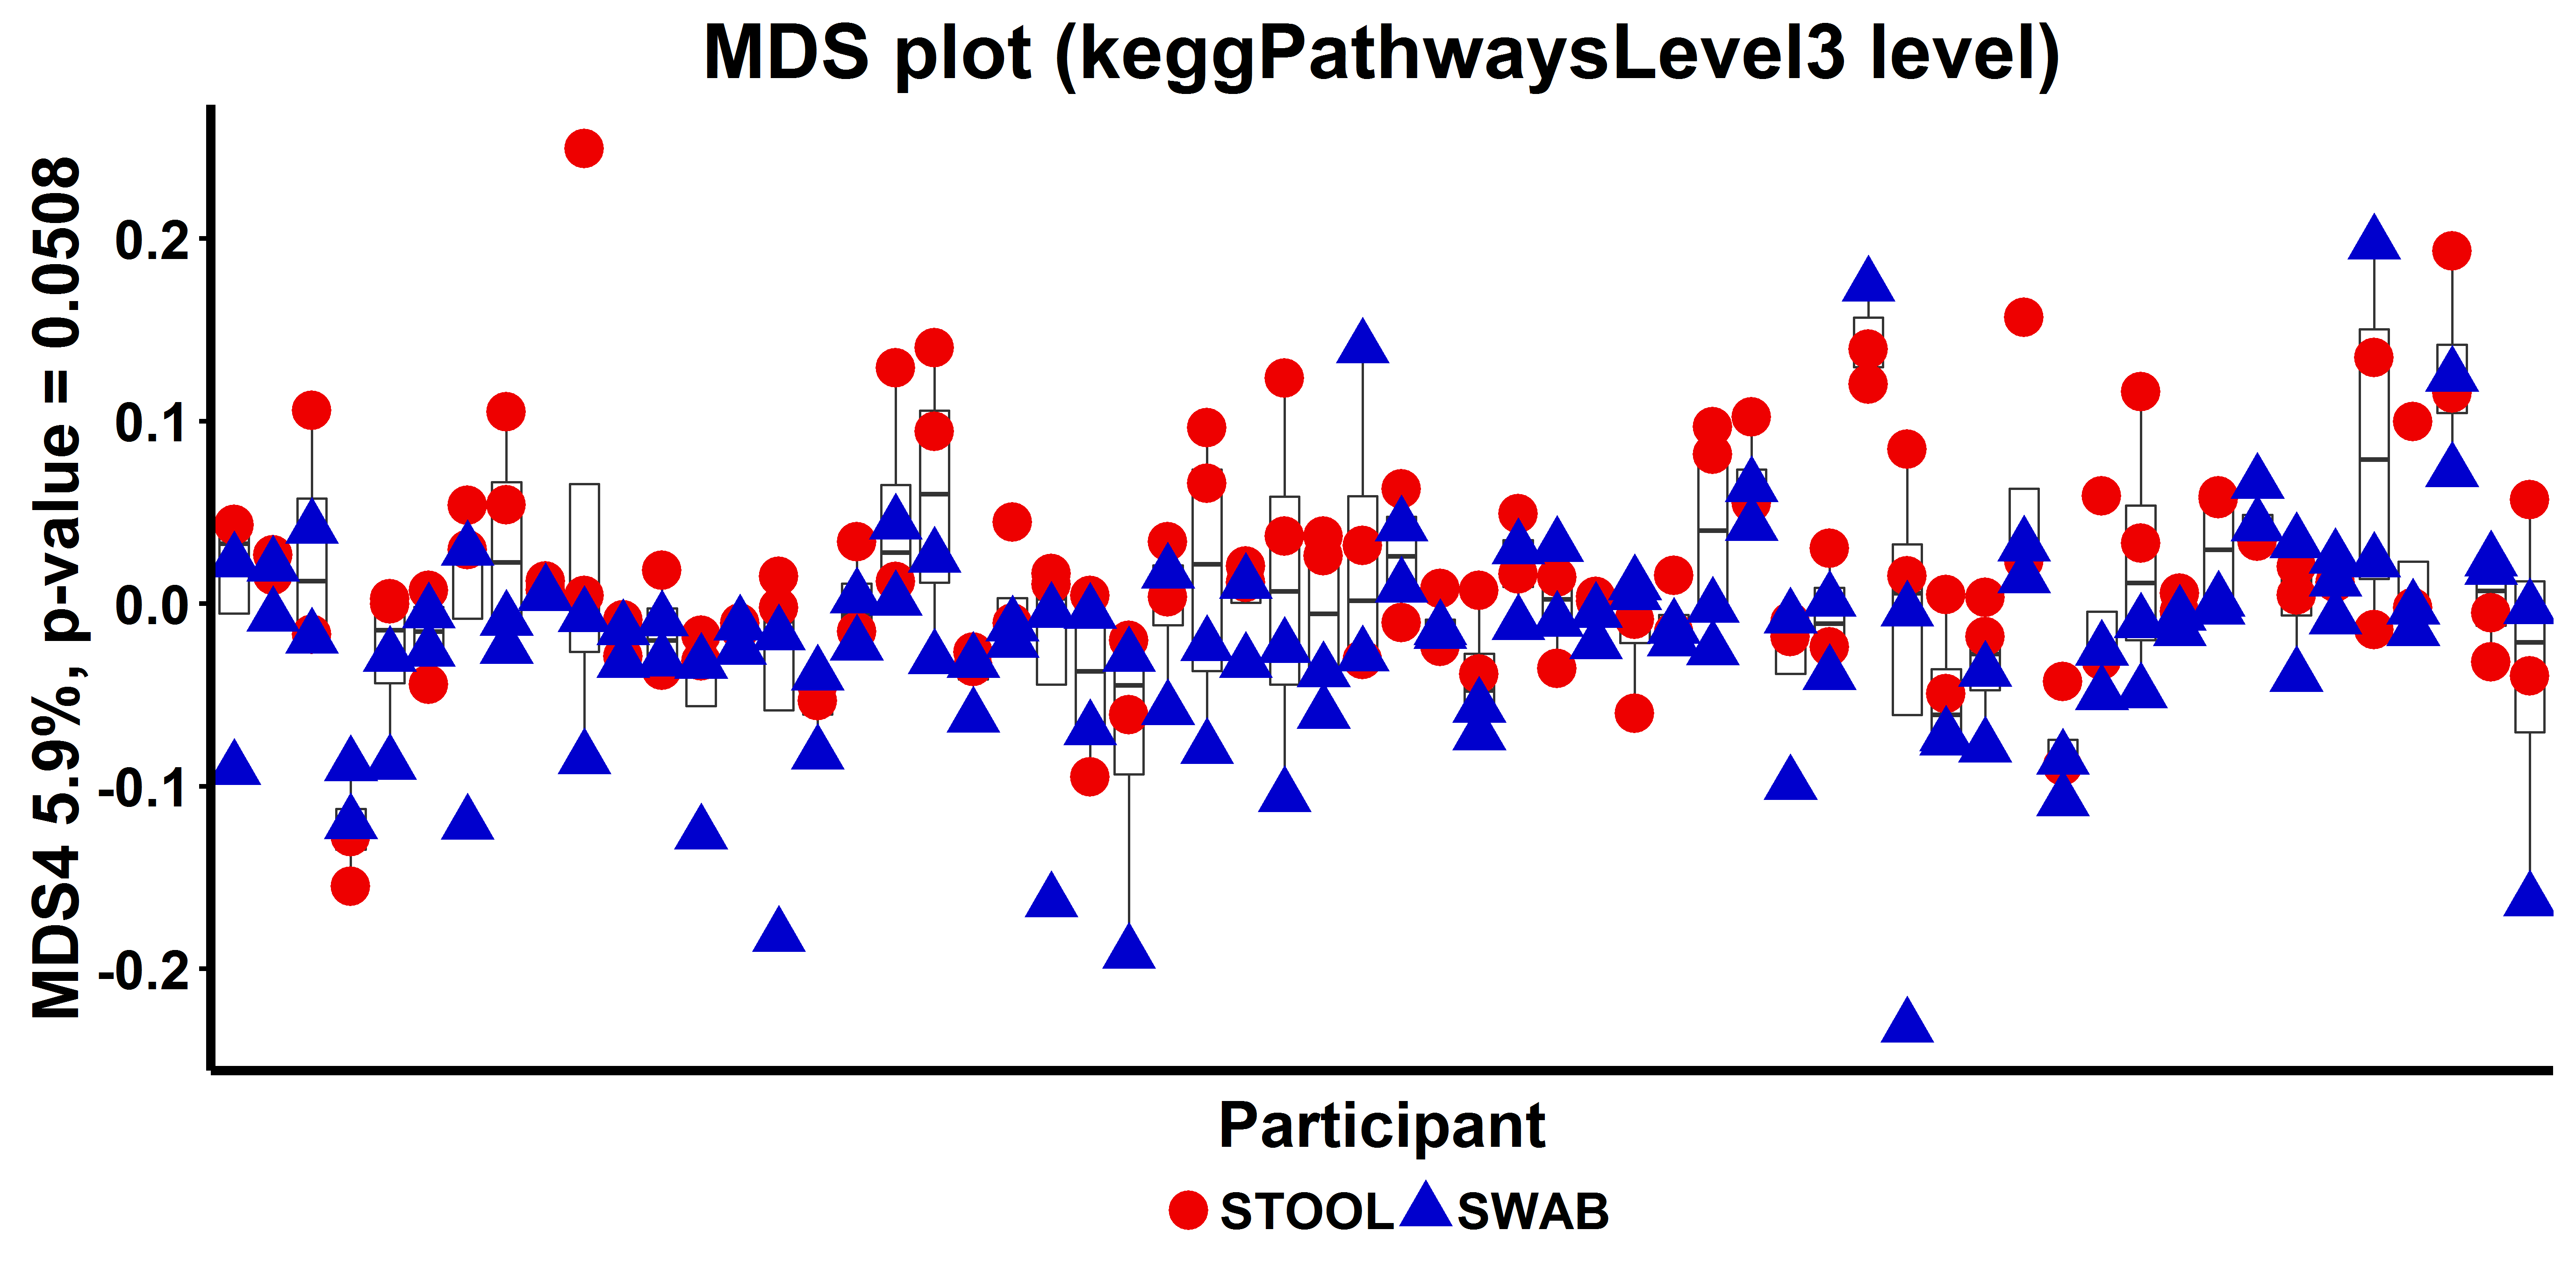 MDS plot (keggPathwaysLevel3 level)
MDS4 5.9%, p-value = 0.0508
0.2
0.1
0.0
-0.1
-0.2
Participant
STOOL SWAB